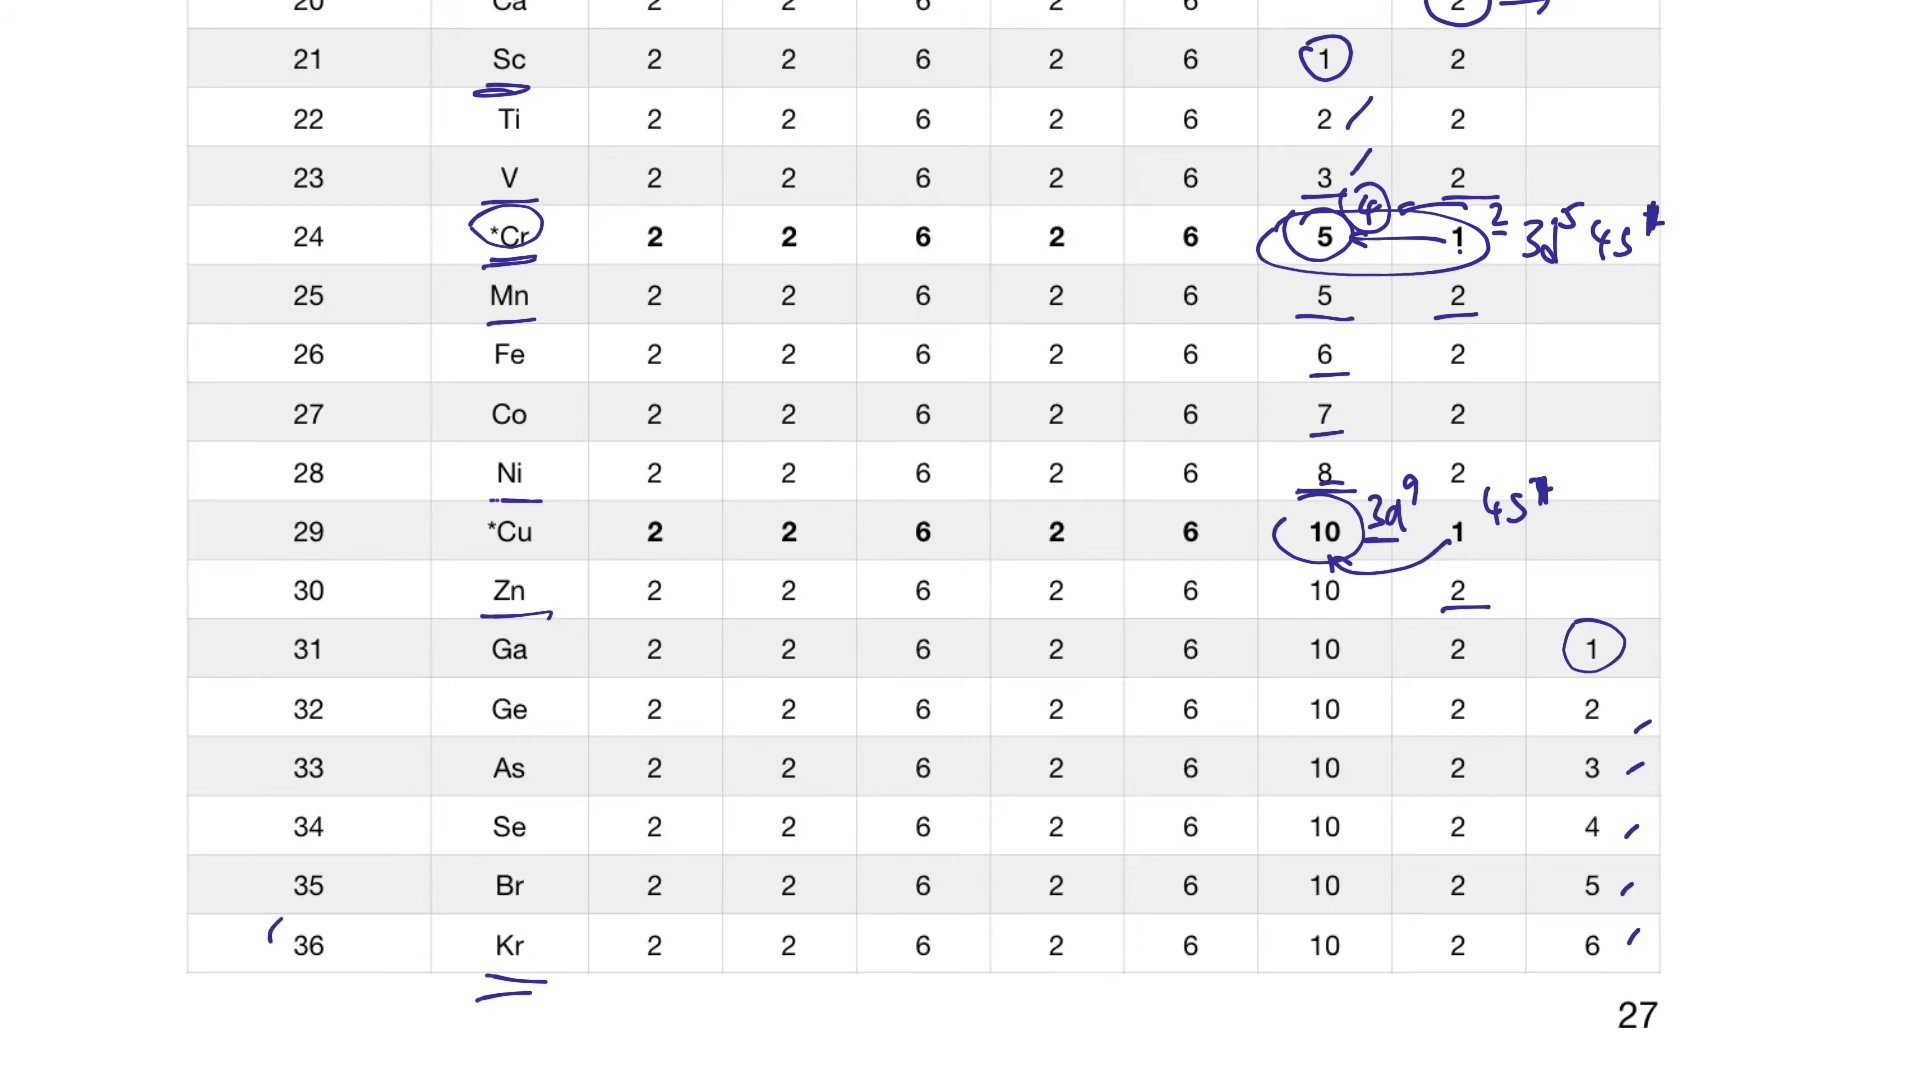 20 Ca 2 2 6 2 6 2
21 Sc 2 2 6 2 6 1 2
22 Ti 2 2 6 2 6 2 2
23 V 2 2 6 2 6 3 2
4
24 *Cr 2 2 6 2 6 5 1 2 3d⁵ 4s
25 Mn 2 2 6 2 6 5 2
26 Fe 2 2 6 2 6 6 2
27 Co 2 2 6 2 6 7 2
28 Ni 2 2 6 2 6 8 2
3d⁹ 4s
29 *Cu 2 2 6 2 6 10 1
30 Zn 2 2 6 2 6 10 2
31 Ga 2 2 6 2 6 10 2 1
32 Ge 2 2 6 2 6 10 2 2
33 As 2 2 6 2 6 10 2 3
34 Se 2 2 6 2 6 10 2 4
35 Br 2 2 6 2 6 10 2 5
36 Kr 2 2 6 2 6 10 2 6
27